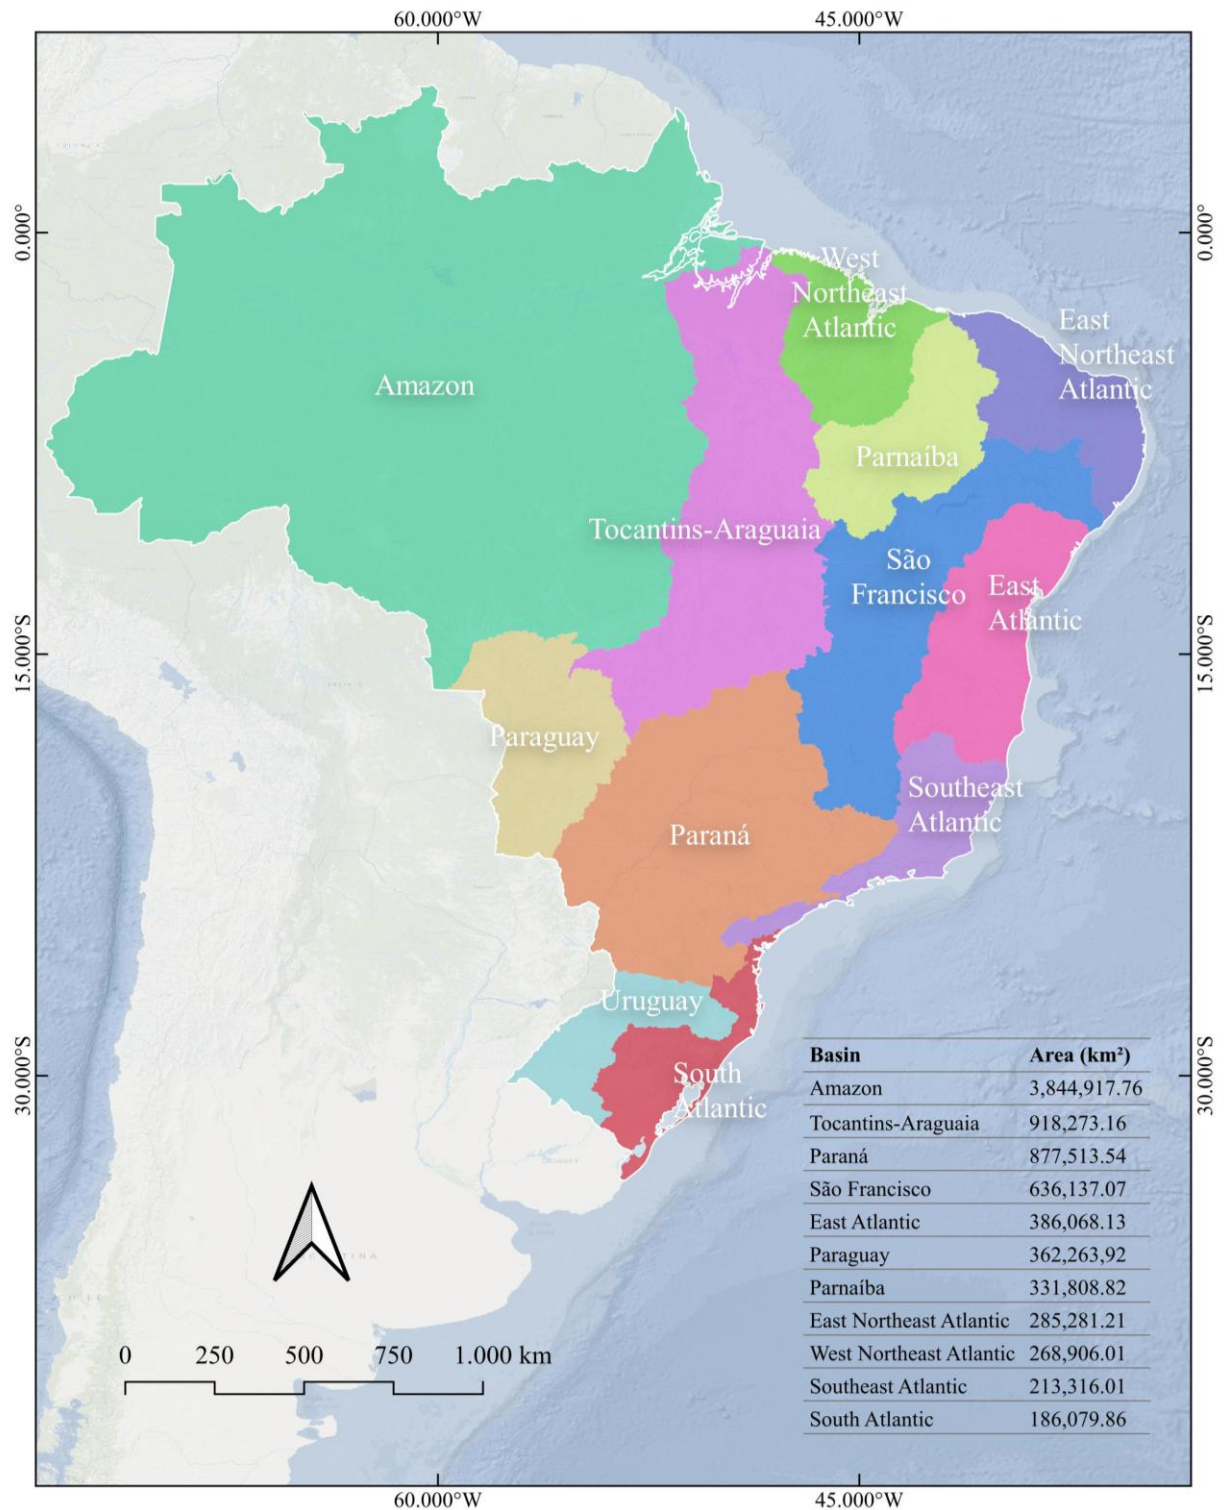 60.000°W 45.000°W
0.000°
0.000°
West
Northeast
Atlantic
East
Northeast
Atlantic
Amazon
Parnaíba
Tocantins-Araguaia
São
Francisco
East
Atlantic
15.000°S
15.000°S
Paraguay
Southeast
Atlantic
Paraná
Uruguay
South
Atlantic
30.000°S
30.000°S
Basin Area (km²)
Amazon 3,844,917.76
Tocantins-Araguaia 918,273.16
Paraná 877,513.54
São Francisco 636,137.07
East Atlantic 386,068.13
Paraguay 362,263,92
Parnaíba 331,808.82
East Northeast Atlantic 285,281.21
West Northeast Atlantic 268,906.01
Southeast Atlantic 213,316.01
South Atlantic 186,079.86
URUGUAY
0 250 500 750 1.000 km
60.000°W 45.000°W